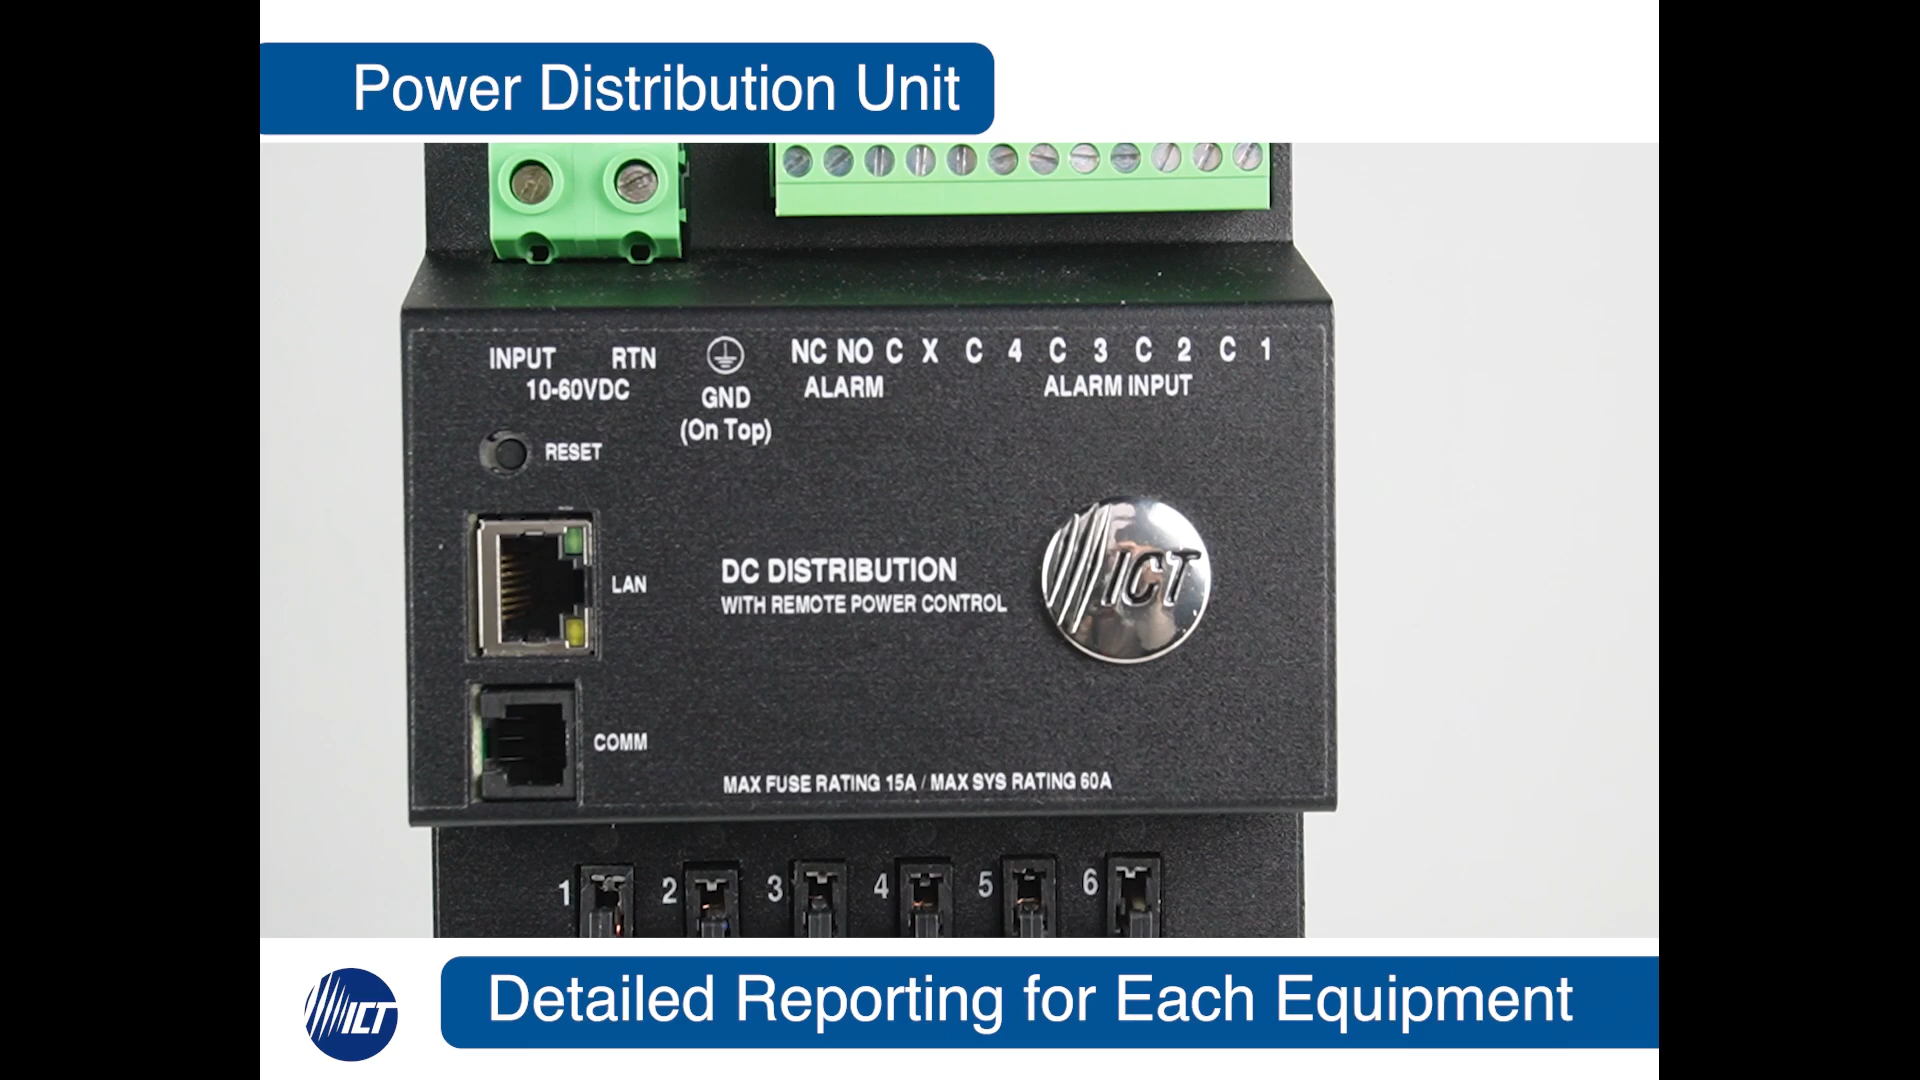 Power Distribution Unit
INPUT RTN
10-60VDC
GND
(On Top)
NC NO C X C 4 C 3 C 2 C 1
ALARM ALARM INPUT
RESET
LAN
DC DISTRIBUTION
WITH REMOTE POWER CONTROL
ICT
COMM
MAX FUSE RATING 15A / MAX SYS RATING 60A
1 2 3 4 5 6
ICT
Detailed Reporting for Each Equipment